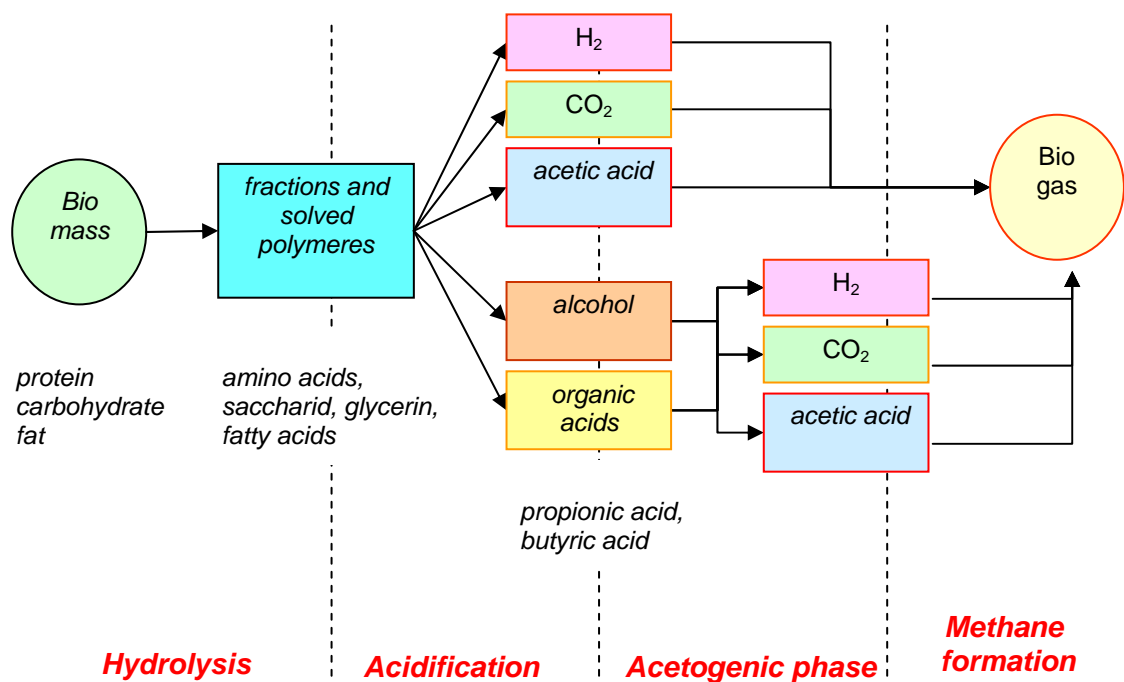 H₂
CO₂
acetic acid
Bio
mass
fractions and
solved
polymeres
Bio
gas
alcohol
organic
acids
H₂
CO₂
acetic acid
protein
carbohydrate
fat
amino acids,
saccharid, glycerin,
fatty acids
propionic acid,
butyric acid
Hydrolysis
Acidification
Acetogenic phase
Methane
formation